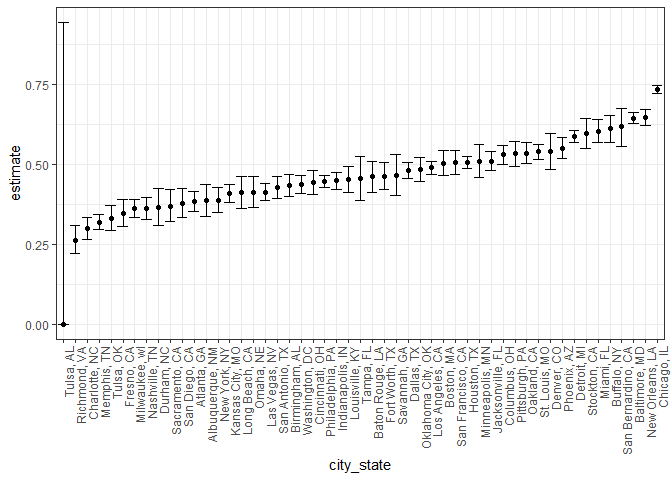 0.75
0.50
0.25
0.00
estimate
Tulsa, AL
Richmond, VA
Charlotte, NC
Memphis, TN
Tulsa, OK
Fresno, CA
Milwaukee, wI
Nashville, TN
Durham, NC
Sacramento, CA
San Diego, CA
Atlanta, GA
Albuquerque, NM
New York, NY
Kansas City, MO
Long Beach, CA
Omaha, NE
Las Vegas, NV
San Antonio, TX
Birmingham, AL
Washington, DC
Cincinnati, OH
Philadelphia, PA
Indianapolis, IN
Louisville, KY
Tampa, FL
Baton Rouge, LA
Fort Worth, TX
Savannah, GA
Dallas, TX
Oklahoma City, OK
Los Angeles, CA
Boston, MA
San Francisco, CA
Houston, TX
Minneapolis, MN
Jacksonville, FL
Columbus, OH
Pittsburgh, PA
Oakland, CA
St. Louis, MO
Denver, CO
Phoenix, AZ
Detroit, MI
Stockton, CA
Miami, FL
Buffalo, NY
San Bernardino, CA
Baltimore, MD
New Orleans, LA
Chicago, IL
city_state